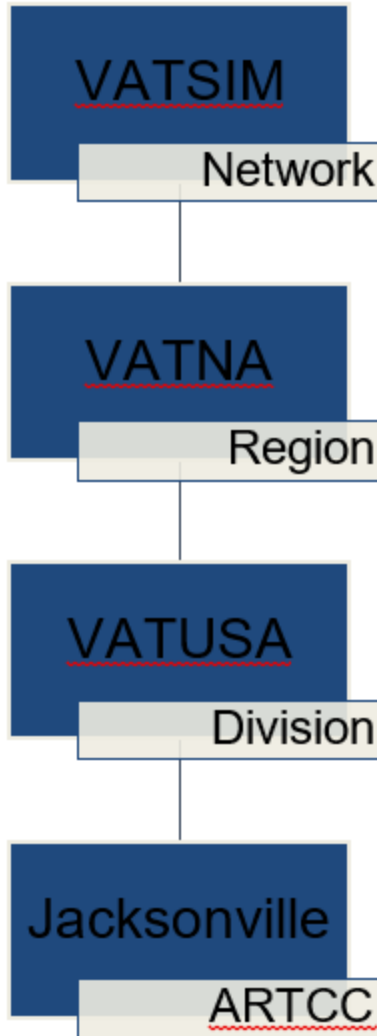 VATSIM
Network
VATNA
Region
VATUSA
Division
Jacksonville
ARTCC